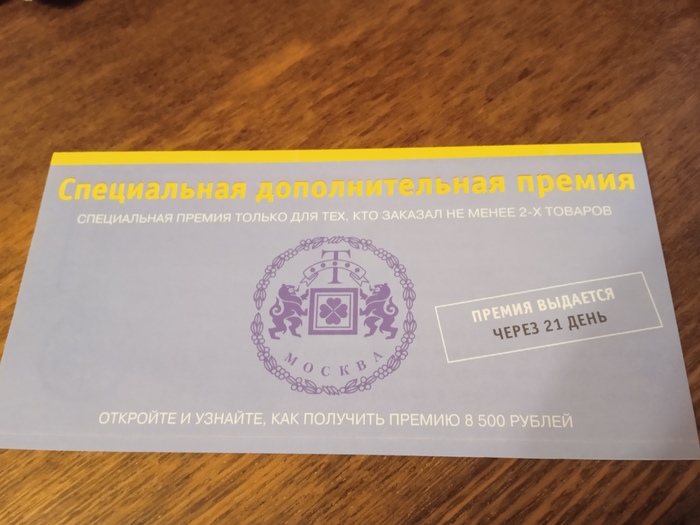 Специальная дополнительная премия
СПЕЦИАЛЬНАЯ ПРЕМИЯ ТОЛЬКО ДЛЯ ТЕХ, КТО ЗАКАЗАЛ НЕ МЕНЕЕ 2-Х ТОВАРОВ
Т
МОСКВА
ПРЕМИЯ ВЫДАЕТСЯ
ЧЕРЕЗ 21 ДЕНЬ
ОТКРОЙТЕ И УЗНАЙТЕ, КАК ПОЛУЧИТЬ ПРЕМИЮ 8 500 РУБЛЕЙ